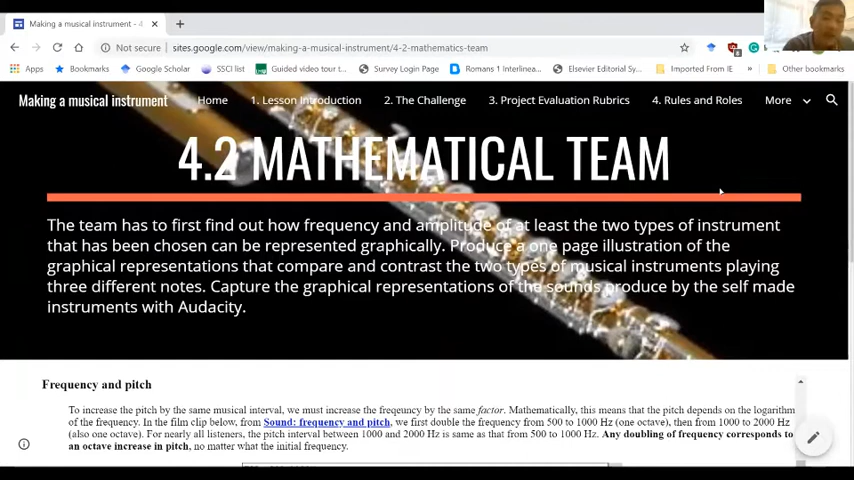 Making a musical instrument - 4
Not secure | sites.google.com/view/making-a-musical-instrument/4-2-mathematics-team
Apps Bookmarks Google Scholar SSCI list Guided video tour t... Survey Login Page Romans 1 Interlinea... Elsevier Editorial Sy... Imported From IE » Other bookmarks
Making a musical instrument Home 1. Lesson Introduction 2. The Challenge 3. Project Evaluation Rubrics 4. Rules and Roles More
4.2 MATHEMATICAL TEAM
The team has to first find out how frequency and amplitude of at least the two types of instrument
that has been chosen can be represented graphically. Produce a one page illustration of the
graphical representations that compare and contrast the two types of musical instruments playing
three different notes. Capture the graphical representations of the sounds produce by the self made
instruments with Audacity.
Frequency and pitch
To increase the pitch by the same musical interval, we must increase the frequency by the same factor. Mathematically, this means that the pitch depends on the logarithm
of the frequency. In the film clip below, from Sound: frequency and pitch, we first double the frequency from 500 to 1000 Hz (one octave), then from 1000 to 2000 Hz
(also one octave). For nearly all listeners, the pitch interval between 1000 and 2000 Hz is same as that from 500 to 1000 Hz. Any doubling of frequency corresponds to
an octave increase in pitch, no matter what the initial frequency.